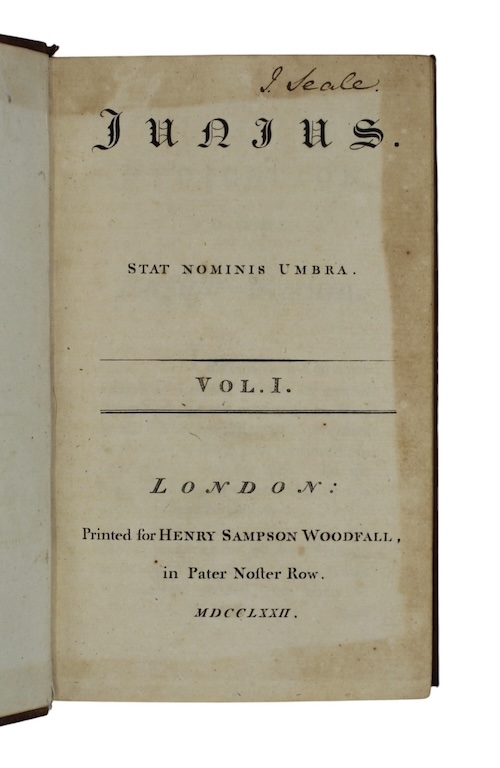 J. Seale.
JUNIUS.
STAT NOMINIS UMBRA.
VOL. I.
LONDON:
Printed for HENRY SAMPSON WOODFALL,
in Pater Noſter Row.
MDCCLXXII.